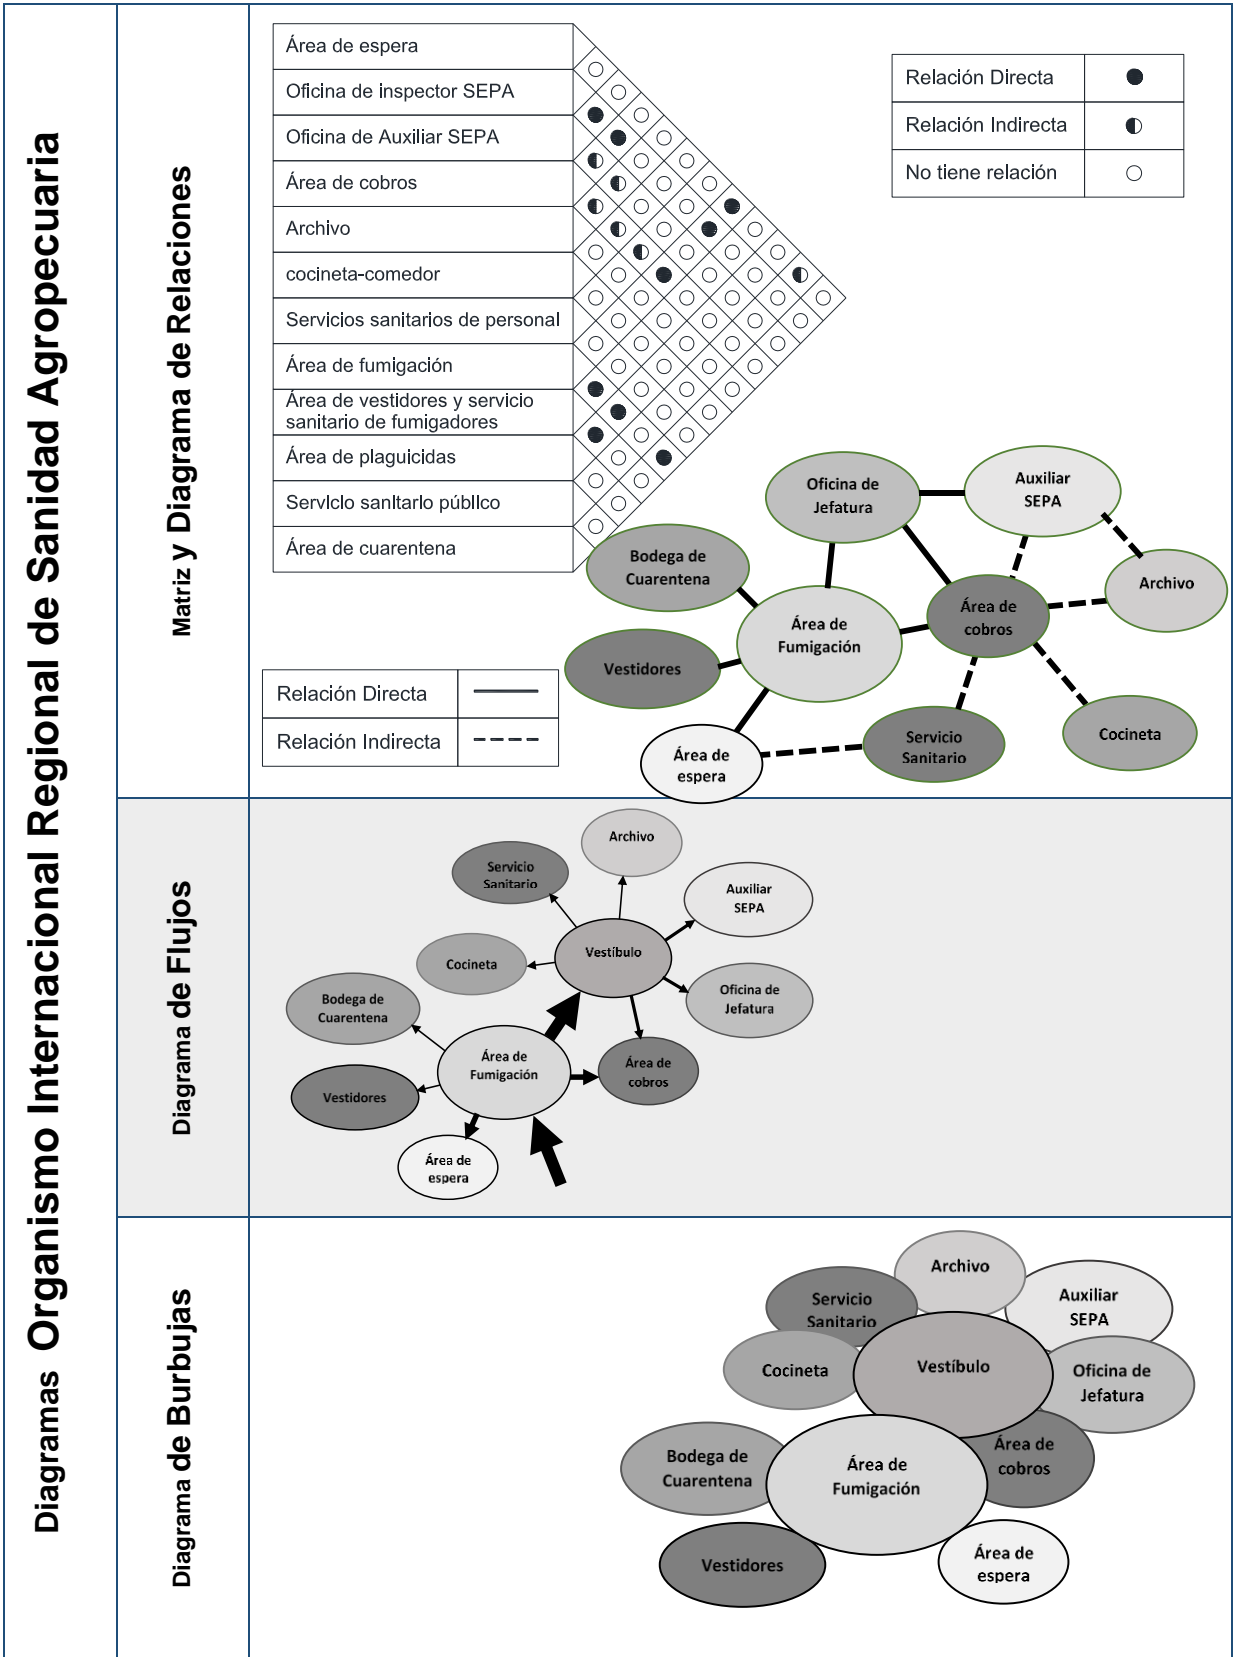 Diagramas Organismo Internacional Regional de Sanidad Agropecuaria
Matriz y Diagrama de Relaciones
Área de espera
Oficina de inspector SEPA
Oficina de Auxiliar SEPA
Área de cobros
Archivo
cocineta-comedor
Servicios sanitarios de personal
Área de fumigación
Área de vestidores y servicio
sanitario de fumigadores
Área de plaguicidas
Servicio sanitario público
Área de cuarentena
Relación Directa
Relación Indirecta
No tiene relación
Oficina de
Jefatura
Auxiliar
SEPA
Bodega de
Cuarentena
Archivo
Área de
cobros
Área de
Fumigación
Vestidores
Servicio
Sanitario
Cocineta
Área de
espera
Relación Directa
Relación Indirecta
Diagrama de Flujos
Archivo
Servicio
Sanitario
Auxiliar
SEPA
Vestíbulo
Cocineta
Oficina de
Jefatura
Bodega de
Cuarentena
Área de
Fumigación
Área de
cobros
Vestidores
Área de
espera
Diagrama de Burbujas
Archivo
Servicio
Sanitario
Auxiliar
SEPA
Vestíbulo
Cocineta
Oficina de
Jefatura
Área de
cobros
Bodega de
Cuarentena
Área de
Fumigación
Vestidores
Área de
espera